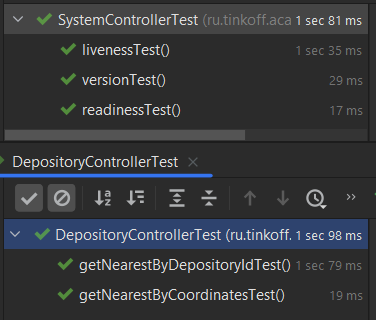 SystemControllerTest (ru.tinkoff.aca 1 sec 81 ms
livenessTest() 1 sec 35 ms
versionTest() 29 ms
readinessTest() 17 ms
DepositoryControllerTest ×
DepositoryControllerTest (ru.tinkoff. 1 sec 98 ms
getNearestByDepositoryIdTest() 1 sec 79 ms
getNearestByCoordinatesTest() 19 ms